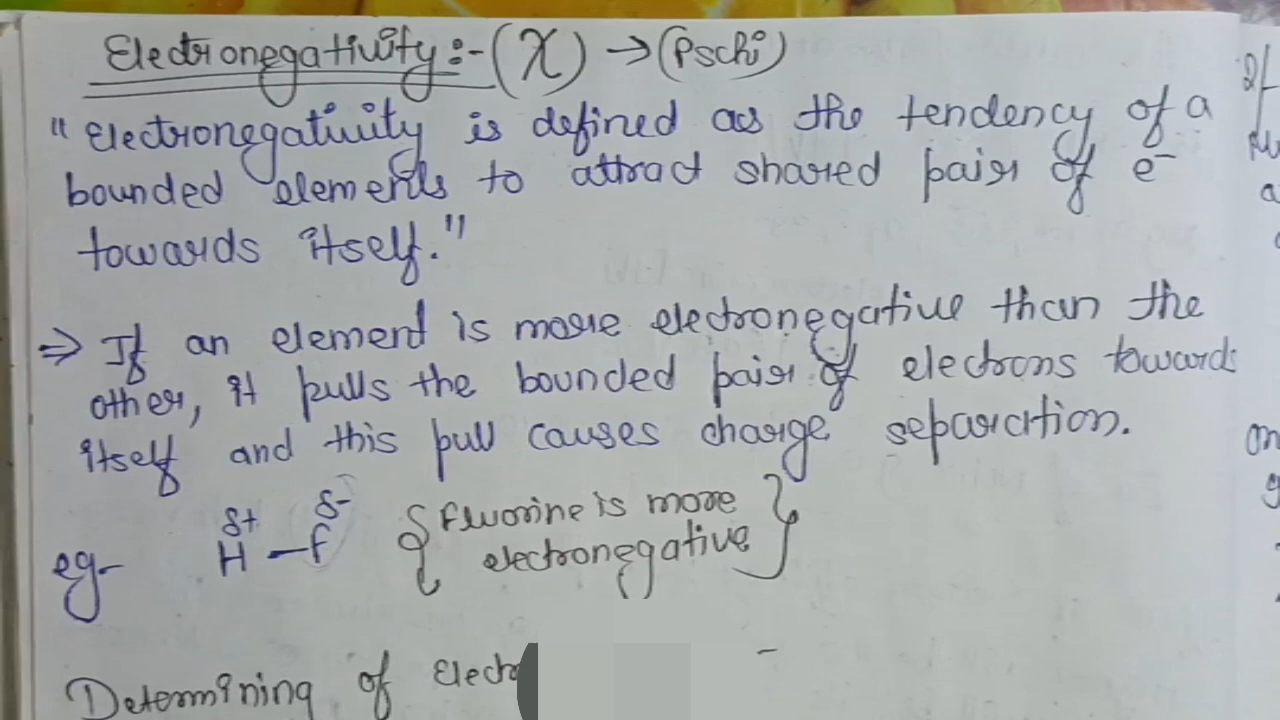 Electronegativity:-(χ) →(Pschi)
"Electronegativity is defined as the tendency of a
bounded elements to attract shared pair of e⁻
towards itself."
⇒ If an element is more electronegative than the
other, it pulls the bounded pair of electrons towards
itself and this pull causes charge separation.
δ+ δ-
eg- H-F {Fluorine is more
electronegative}
Determining of Electro